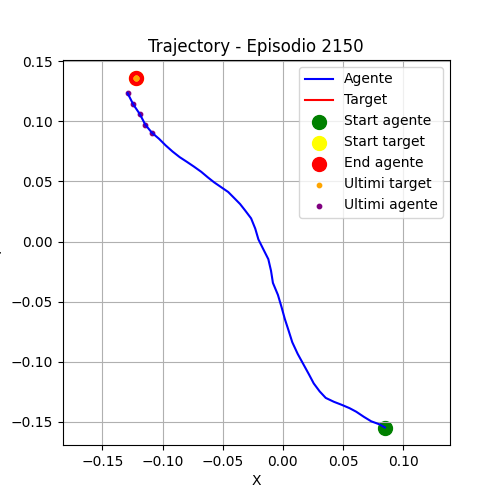 Trajectory - Episodio 2150
Agente
Target
Start agente
Start target
End agente
Ultimi target
Ultimi agente
0.15
0.10
0.05
0.00
−0.05
−0.10
−0.15
−0.15
−0.10
−0.05
0.00
0.05
0.10
X